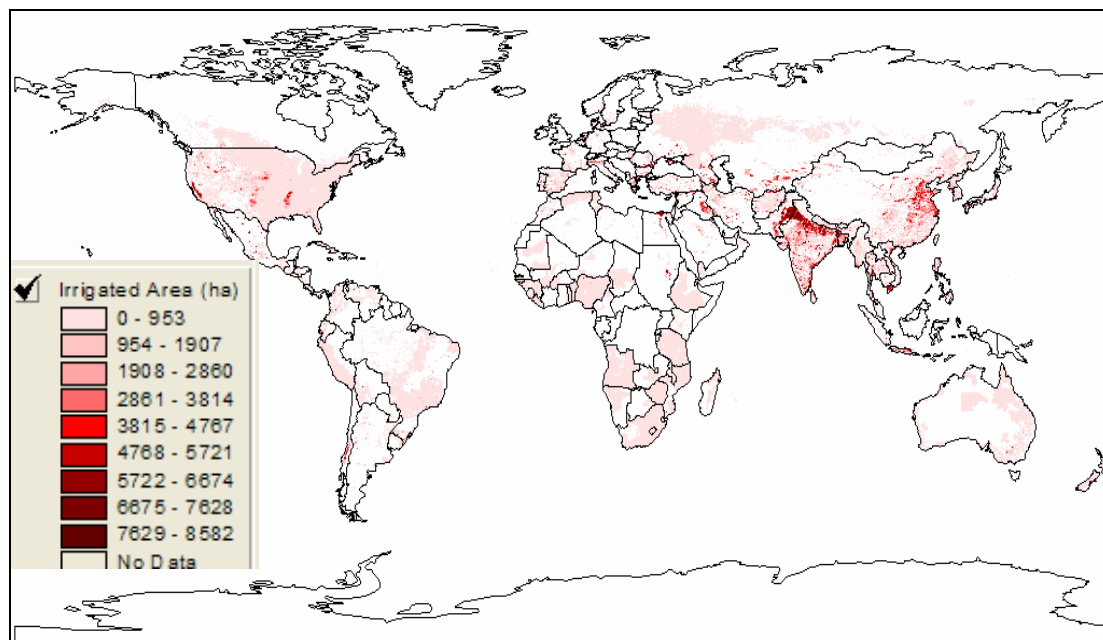 Irrigated Area (ha)
0 - 953
954 - 1907
1908 - 2860
2861 - 3814
3815 - 4767
4768 - 5721
5722 - 6674
6675 - 7628
7629 - 8582
No Data